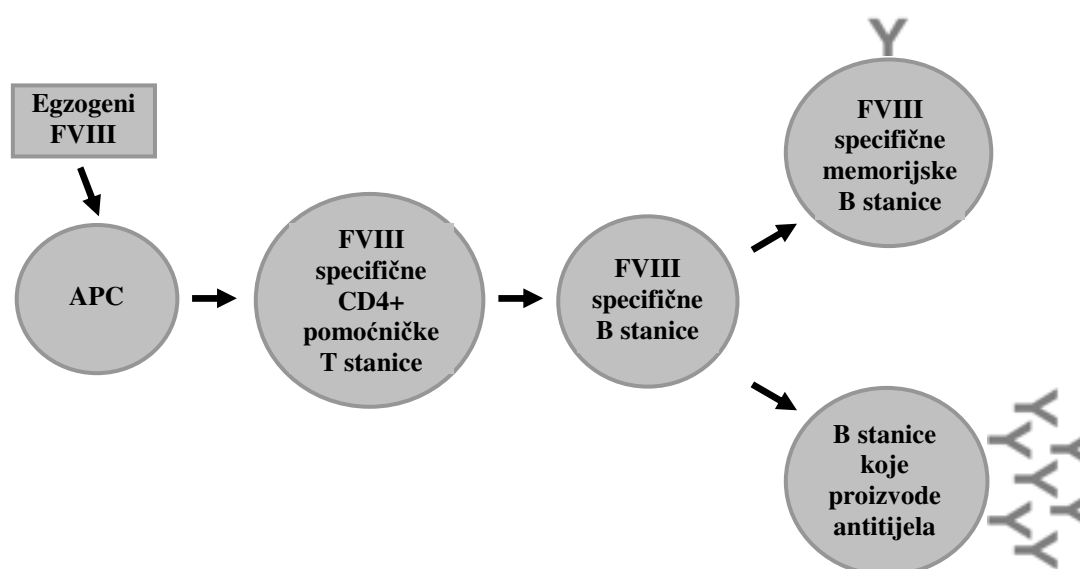 Egzogeni
FVIII
APC
FVIII
specifične
CD4+
pomoćničke
T stanice
FVIII
specifične
B stanice
FVIII
specifične
memorijske
B stanice
B stanice
koje
proizvode
antitijela